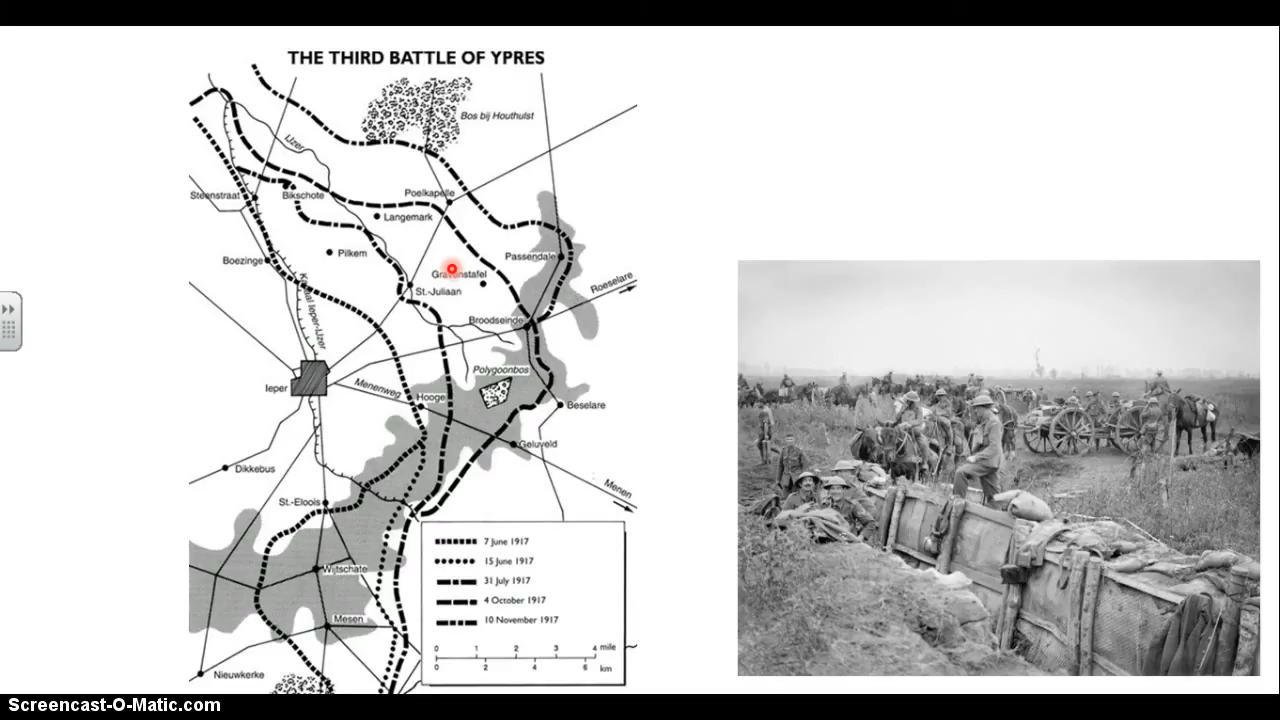 THE THIRD BATTLE OF YPRES
Bos bij Houthulst
IJzer
Steenstraat
Bikschote
Poelkapelle
Langemark
Boezinge
Pilkem
Passendale
Gravenstafel
Roeselare
St.-Juliaan
Kanaal Ieper-IJzer
Broodseinde
Polygoonbos
Ieper
Menenweg
Hooge
Beselare
Geluveld
Dikkebus
Menen
St.-Eloois
7 June 1917
15 June 1917
Wijtschate
31 July 1917
4 October 1917
Mesen
10 November 1917
0 1 2 3 4 mile
0 2 4 6 km
Nieuwkerke
Screencast-O-Matic.com